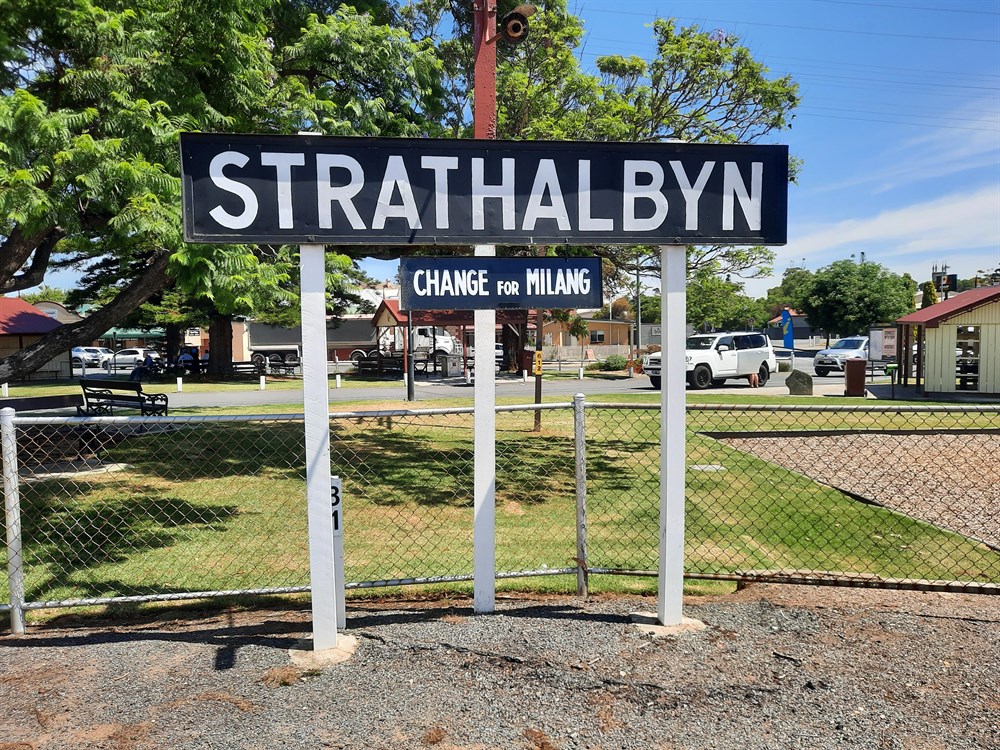 STRATHALBYN
CHANGE FOR MILANG
31